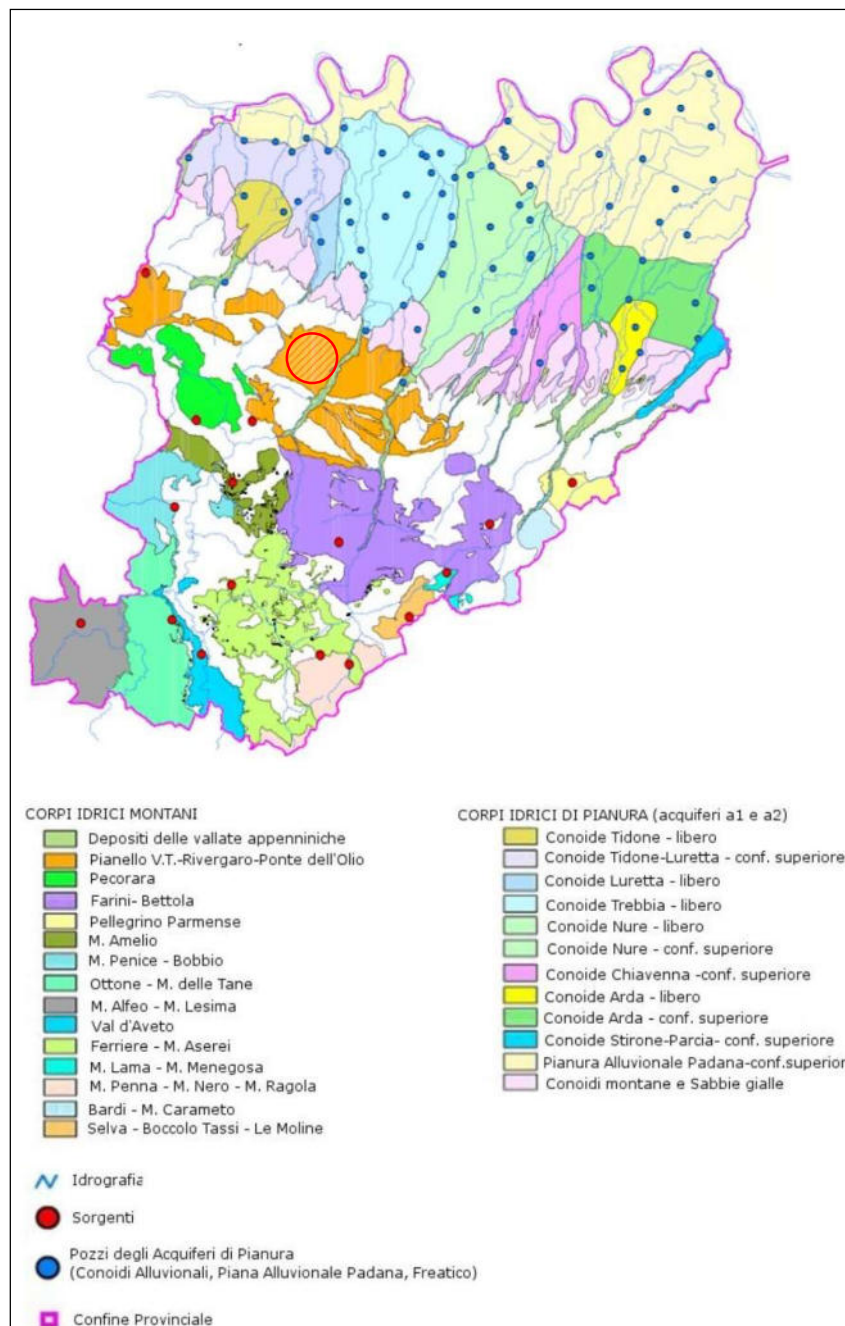 CORPI IDRICI MONTANI
Depositi delle vallate appenniniche
Pianello V.T.-Rivergaro-Ponte dell'Olio
Pecorara
Farini- Bettola
Pellegrino Parmense
M. Amelio
M. Penice - Bobbio
Ottone - M. delle Tane
M. Alfeo - M. Lesima
Val d'Aveto
Ferriere - M. Aserei
M. Lama - M. Menegosa
M. Penna - M. Nero - M. Ragola
Bardi - M. Carameto
Selva - Boccolo Tassi - Le Moline
Idrografia
Sorgenti
Pozzi degli Acquiferi di Pianura
(Conoidi Alluvionali, Piana Alluvionale Padana, Freatico)
Confine Provinciale
CORPI IDRICI DI PIANURA (acquiferi a1 e a2)
Conoide Tidone - libero
Conoide Tidone-Luretta - conf. superiore
Conoide Luretta - libero
Conoide Trebbia - libero
Conoide Nure - libero
Conoide Nure - conf. superiore
Conoide Chiavenna -conf. superiore
Conoide Arda - libero
Conoide Arda - conf. superiore
Conoide Stirone-Parcia- conf. superiore
Pianura Alluvionale Padana-conf.superior
Conoidi montane e Sabbie gialle